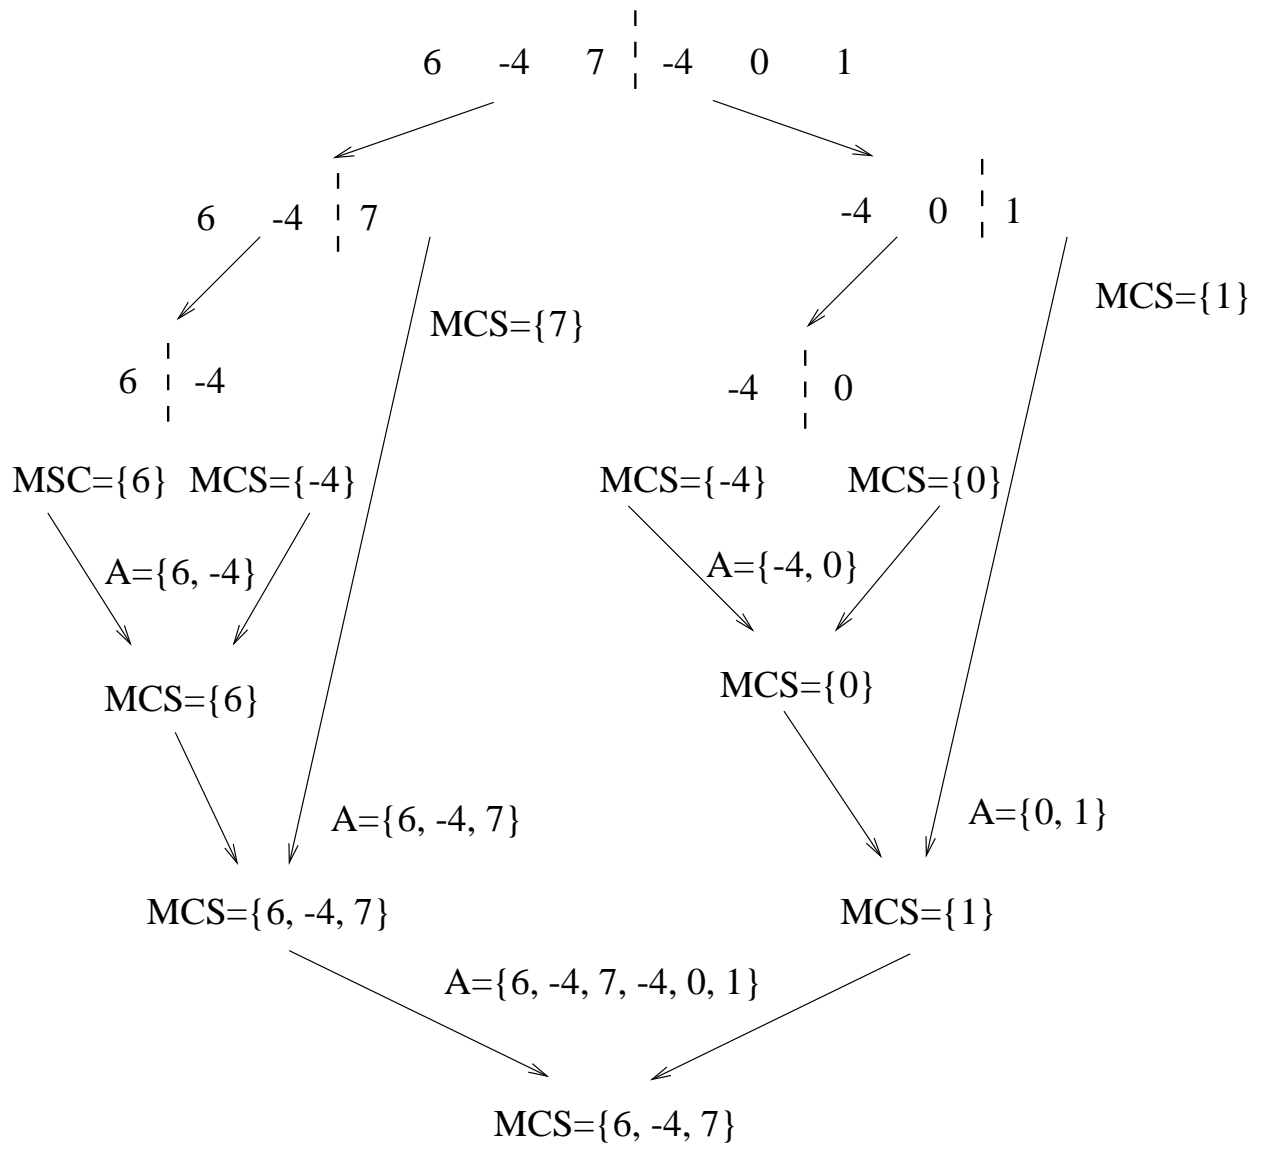 6 -4 7 -4 0 1
6 -4 7
-4 0 1
MCS={7}
MCS={1}
6 -4
-4 0
MSC={6} MCS={-4}
MCS={-4} MCS={0}
A={6, -4}
A={-4, 0}
MCS={6}
MCS={0}
A={6, -4, 7}
A={0, 1}
MCS={6, -4, 7}
MCS={1}
A={6, -4, 7, -4, 0, 1}
MCS={6, -4, 7}